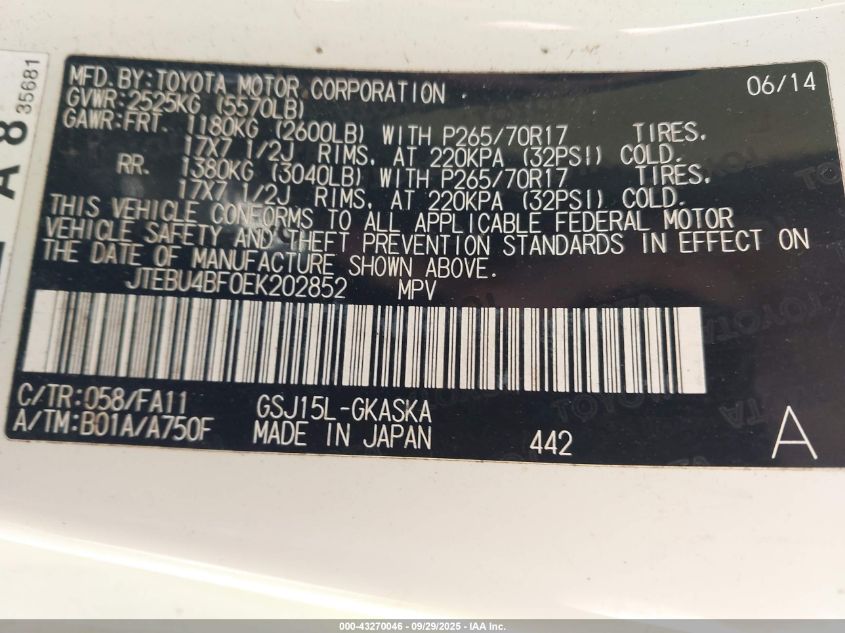 MFD. BY: TOYOTA MOTOR CORPORATION 06/14
GVWR: 2525KG (5570LB)
GAWR: FRT. 1180KG (2600LB) WITH P265/70R17 TIRES,
17X7 1/2J RIMS, AT 220KPA (32PSI) COLD.
RR. 1380KG (3040LB) WITH P265/70R17 TIRES,
17X7 1/2J RIMS, AT 220KPA (32PSI) COLD.
THIS VEHICLE CONFORMS TO ALL APPLICABLE FEDERAL MOTOR
VEHICLE SAFETY AND THEFT PREVENTION STANDARDS IN EFFECT ON
THE DATE OF MANUFACTURE SHOWN ABOVE.
JTEBU4BF0EK202852 MPV
C/TR: 058/FA11 GSJ15L-GKASKA
A/TM: B01A/A750F MADE IN JAPAN 442 A
A8 35681
000-43270046 - 09/29/2025 - IAA Inc.